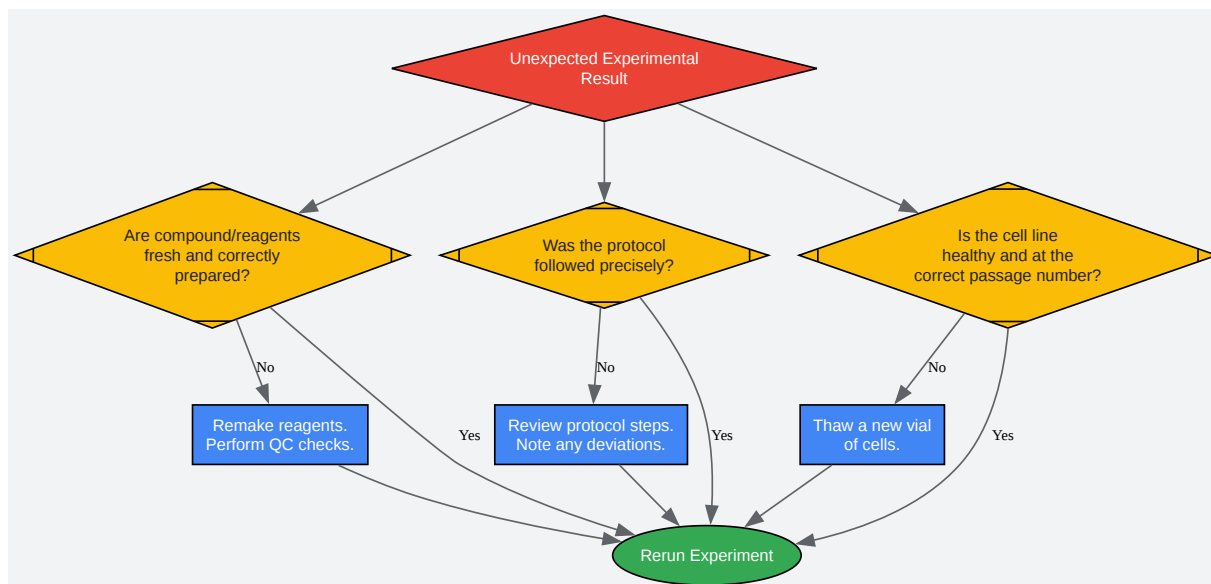 Unexpected Experimental
Result
Are compound/reagents
fresh and correctly
prepared?
Was the protocol
followed precisely?
Is the cell line
healthy and at the
correct passage number?
No
No
No
Remake reagents.
Perform QC checks.
Yes
Review protocol steps.
Note any deviations.
Yes
Thaw a new vial
of cells.
Yes
Rerun Experiment